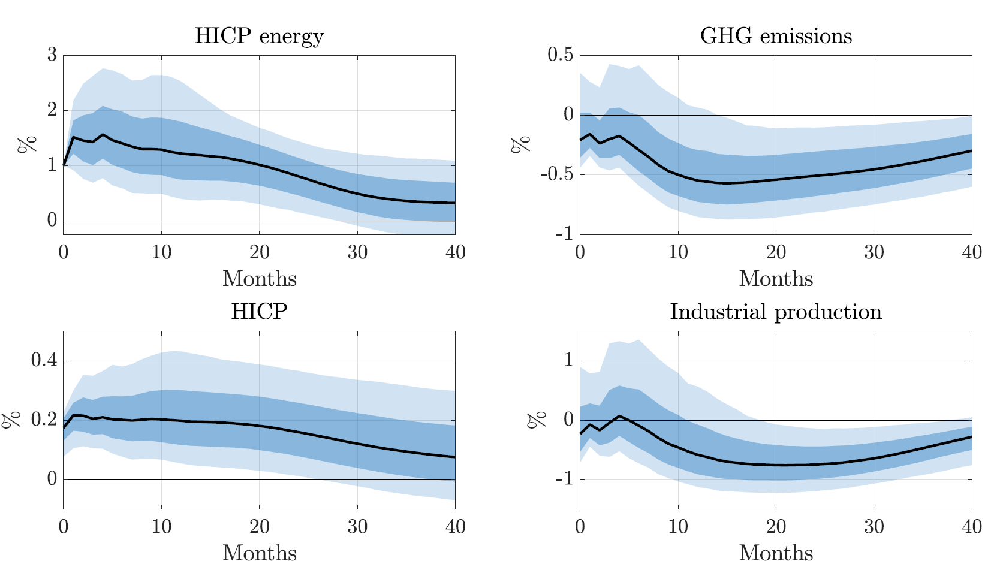 HICP energy
3
2
1
0
%
0 10 20 30 40
Months
GHG emissions
0.5
0
-0.5
-1
%
0 10 20 30 40
Months
HICP
0.4
0.2
0
%
0 10 20 30 40
Months
Industrial production
1
0
-1
%
0 10 20 30 40
Months